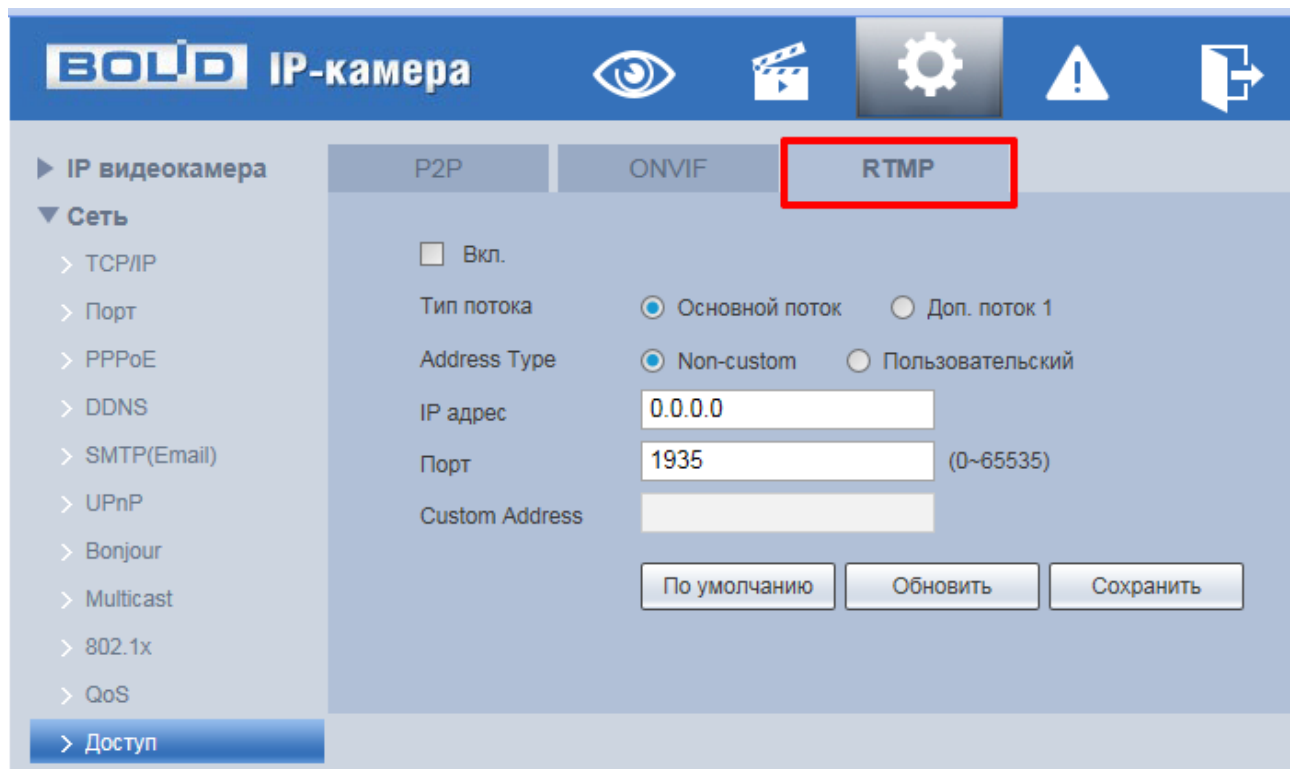 BOLID IP-камера
IP видеокамера
Сеть
TCP/IP
Порт
PPPoE
DDNS
SMTP(Email)
UPnP
Bonjour
Multicast
802.1x
QoS
Доступ
P2P ONVIF RTMP
Вкл.
Тип потока Основной поток Доп. поток 1
Address Type Non-custom Пользовательский
IP адрес 0.0.0.0
Порт 1935 (0~65535)
Custom Address
По умолчанию Обновить Сохранить